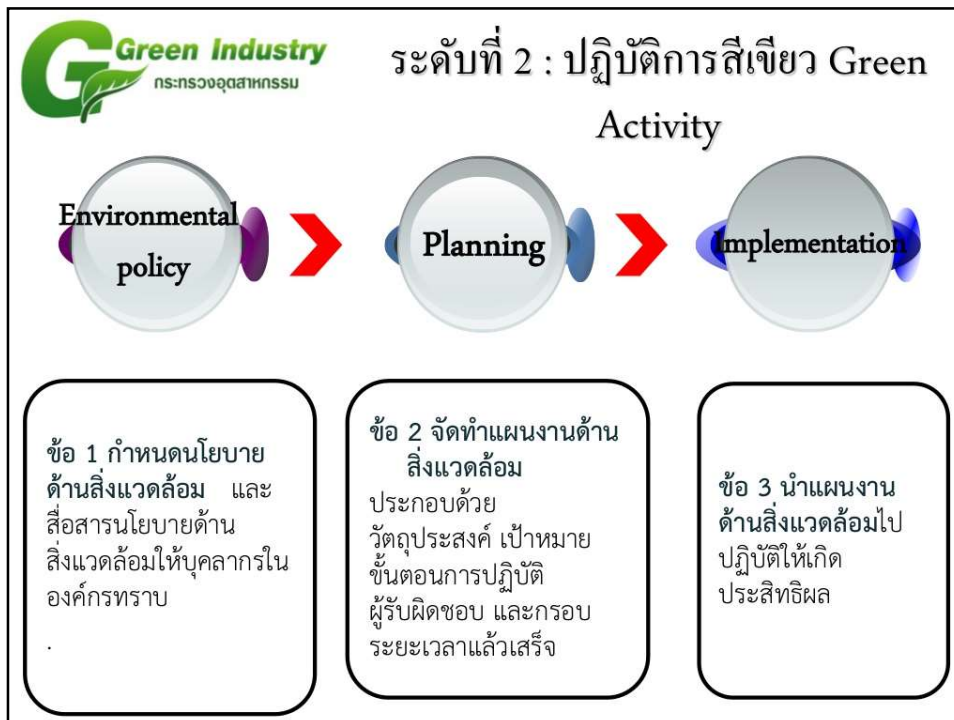 Green Industry
กระทรวงอุตสาหกรรม
ระดับที่ 2 : ปฏิบัติการสีเขียว Green
Activity
Environmental
policy
Planning
Implementation
ข้อ 1 กำหนดนโยบาย
ด้านสิ่งแวดล้อม และ
สื่อสารนโยบายด้าน
สิ่งแวดล้อมให้บุคลากรใน
องค์กรทราบ
.
ข้อ 2 จัดทำแผนงานด้าน
สิ่งแวดล้อม
ประกอบด้วย
วัตถุประสงค์ เป้าหมาย
ขั้นตอนการปฏิบัติ
ผู้รับผิดชอบ และกรอบ
ระยะเวลาแล้วเสร็จ
ข้อ 3 นำแผนงาน
ด้านสิ่งแวดล้อมไป
ปฏิบัติให้เกิด
ประสิทธิผล